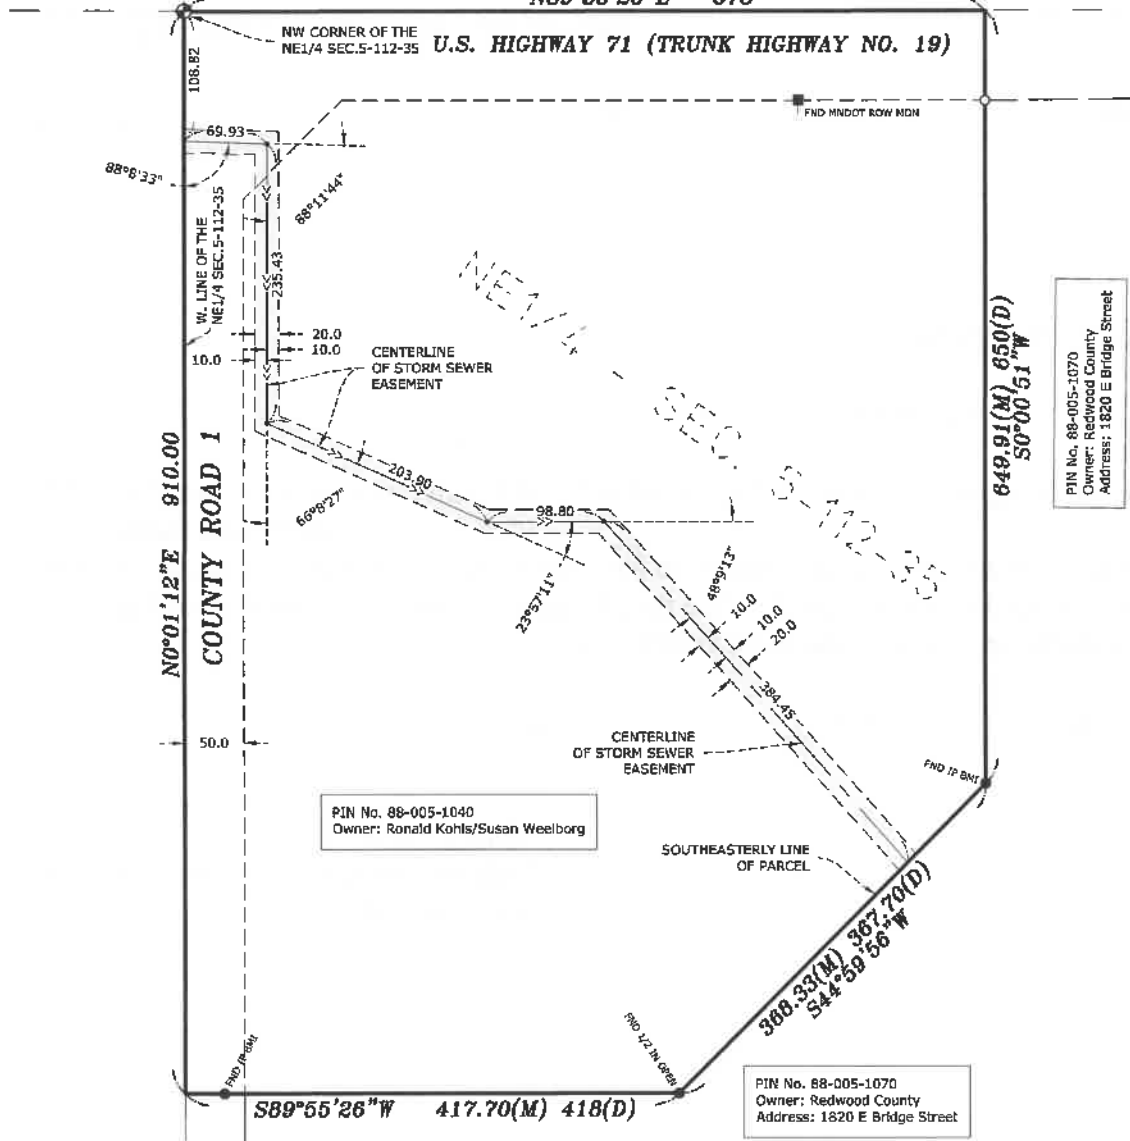 NW CORNER OF THE
NE1/4 SEC.5-112-35
U.S. HIGHWAY 71 (TRUNK HIGHWAY NO. 19)
108.82
FND MNDOT ROW MON
69.93
88°8'33"
88°11'44"
W. LINE OF THE
NE1/4 SEC.5-112-35
235.43
NE1/4 - SEC. 5-112-35
20.0
10.0
10.0
CENTERLINE
OF STORM SEWER
EASEMENT
649.91(M) 650(D)
S0°00'51"W
PIN No. 88-005-1070
Owner: Redwood County
Address: 1820 E Bridge Street
N0°01'12"E 910.00
COUNTY ROAD 1
203.90
66°8'27"
98.80
23°57'11"
48°9'13"
10.0
10.0
20.0
384.45
50.0
CENTERLINE
OF STORM SEWER
EASEMENT
FND IP BMI
PIN No. 88-005-1040
Owner: Ronald Kohls/Susan Weelborg
SOUTHEASTERLY LINE
OF PARCEL
368.33(M) 367.70(D)
S44°59'56"W
FND IP BMI
FND 1/2 IN OPEN
S89°55'26"W 417.70(M) 418(D)
PIN No. 88-005-1070
Owner: Redwood County
Address: 1820 E Bridge Street